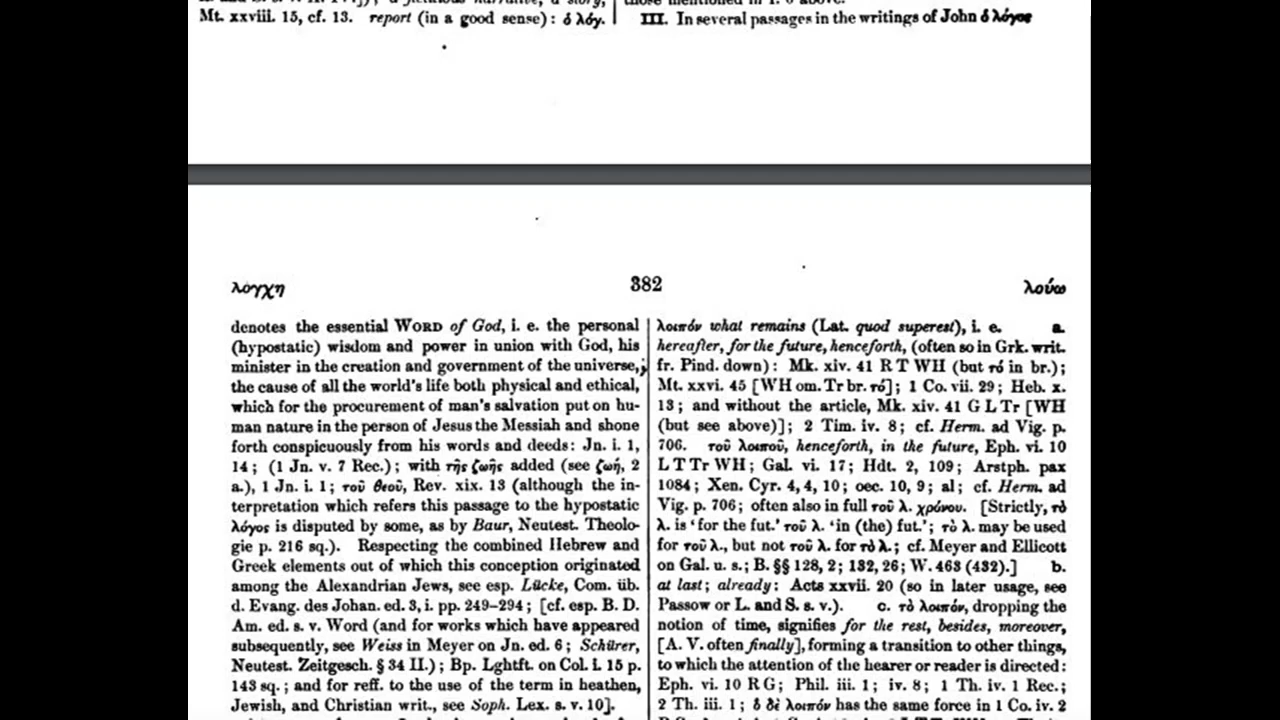 Mt. xxviii. 15, cf. 13. report (in a good sense): ὁ λόγ.
III. In several passages in the writings of John ὁ λόγος
λόγχη
382
λούω
denotes the essential WORD of God, i. e. the personal
(hypostatic) wisdom and power in union with God, his
minister in the creation and government of the universe,
the cause of all the world's life both physical and ethical,
which for the procurement of man's salvation put on hu-
man nature in the person of Jesus the Messiah and shone
forth conspicuously from his words and deeds: Jn. i. 1,
14; (1 Jn. v. 7 Rec.); with τῆς ζωῆς added (see ζωή, 2
a.), 1 Jn. i. 1; τοῦ θεοῦ, Rev. xix. 13 (although the in-
terpretation which refers this passage to the hypostatic
λόγος is disputed by some, as by Baur, Neutest. Theolo-
gie p. 216 sq.). Respecting the combined Hebrew and
Greek elements out of which this conception originated
among the Alexandrian Jews, see esp. Lücke, Com. üb.
d. Evang. des Johan. ed. 3, i. pp. 249–294; [cf. esp. B. D.
Am. ed. s. v. Word (and for works which have appeared
subsequently, see Weiss in Meyer on Jn. ed. 6; Schürer,
Neutest. Zeitgesch. § 34 II.); Bp. Lghtft. on Col. i. 15 p.
143 sq.; and for reff. to the use of the term in heathen,
Jewish, and Christian writ., see Soph. Lex. s. v. 10].
λοιπόν what remains (Lat. quod superest), i. e. a.
hereafter, for the future, henceforth, (often so in Grk. writ.
fr. Pind. down): Mk. xiv. 41 R T WH (but τό in br.);
Mt. xxvi. 45 [WH om. Tr br. τό]; 1 Co. vii. 29; Heb. x.
13; and without the article, Mk. xiv. 41 G L Tr [WH
(but see above)]; 2 Tim. iv. 8; cf. Herm. ad Vig. p.
706. τοῦ λοιποῦ, henceforth, in the future, Eph. vi. 10
L T Tr WH; Gal. vi. 17; Hdt. 2, 109; Arstph. pax
1084; Xen. Cyr. 4, 4, 10; oec. 10, 9; al; cf. Herm. ad
Vig. p. 706; often also in full τοῦ λ. χρόνου. [Strictly, τὸ
λ. is 'for the fut.' τοῦ λ. 'in (the) fut.'; τὸ λ. may be used
for τοῦ λ., but not τοῦ λ. for τὸ λ.; cf. Meyer and Ellicott
on Gal. u. s.; B. §§ 128, 2; 132, 26; W. 463 (432).] b.
at last; already: Acts xxvii. 20 (so in later usage, see
Passow or L. and S. s. v.). c. τὸ λοιπόν, dropping the
notion of time, signifies for the rest, besides, moreover,
[A. V. often finally], forming a transition to other things,
to which the attention of the hearer or reader is directed:
Eph. vi. 10 R G; Phil. iii. 1; iv. 8; 1 Th. iv. 1 Rec.;
2 Th. iii. 1; ὃ δὲ λοιπόν has the same force in 1 Co. iv. 2